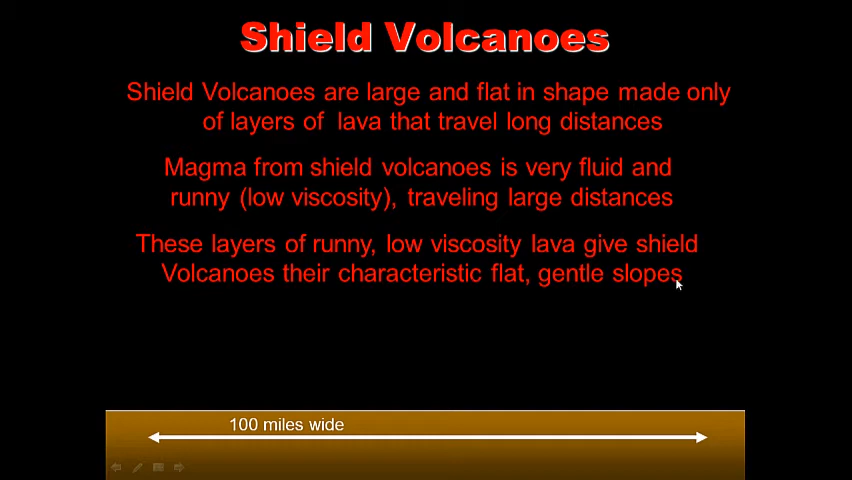 Shield Volcanoes
Shield Volcanoes are large and flat in shape made only
of layers of lava that travel long distances
Magma from shield volcanoes is very fluid and
runny (low viscosity), traveling large distances
These layers of runny, low viscosity lava give shield
Volcanoes their characteristic flat, gentle slopes
100 miles wide